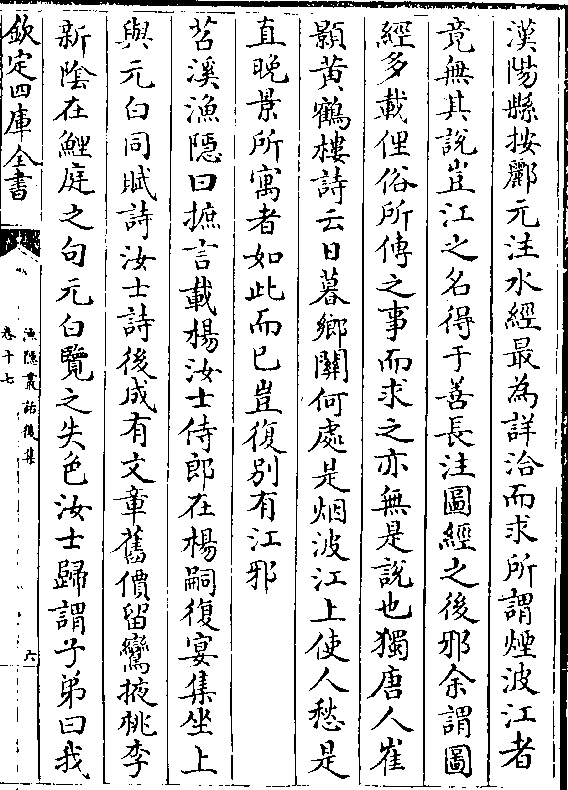 漢陽縣按酈元注水經最為詳洽而求所謂煙波江者
竟無其說豈江之名得于善長注圖經之後邪余謂圖
經多載俚俗所傳之事而求之亦無是說也獨唐人崔
顥黃鶴樓詩云日暮鄉關何處是烟波江上使人愁是
直晚景所寓者如此而已豈復別有江邪
苕溪漁隱曰摭言載楊汝士侍郎在楊嗣復宴集坐上
與元白同賦詩汝士詩後成有文章舊價留鸞掖桃李
新陰在鯉庭之句元白覽之失色汝士歸謂子弟曰我
欽定四庫全書
漁隱叢話後集
卷十七
六